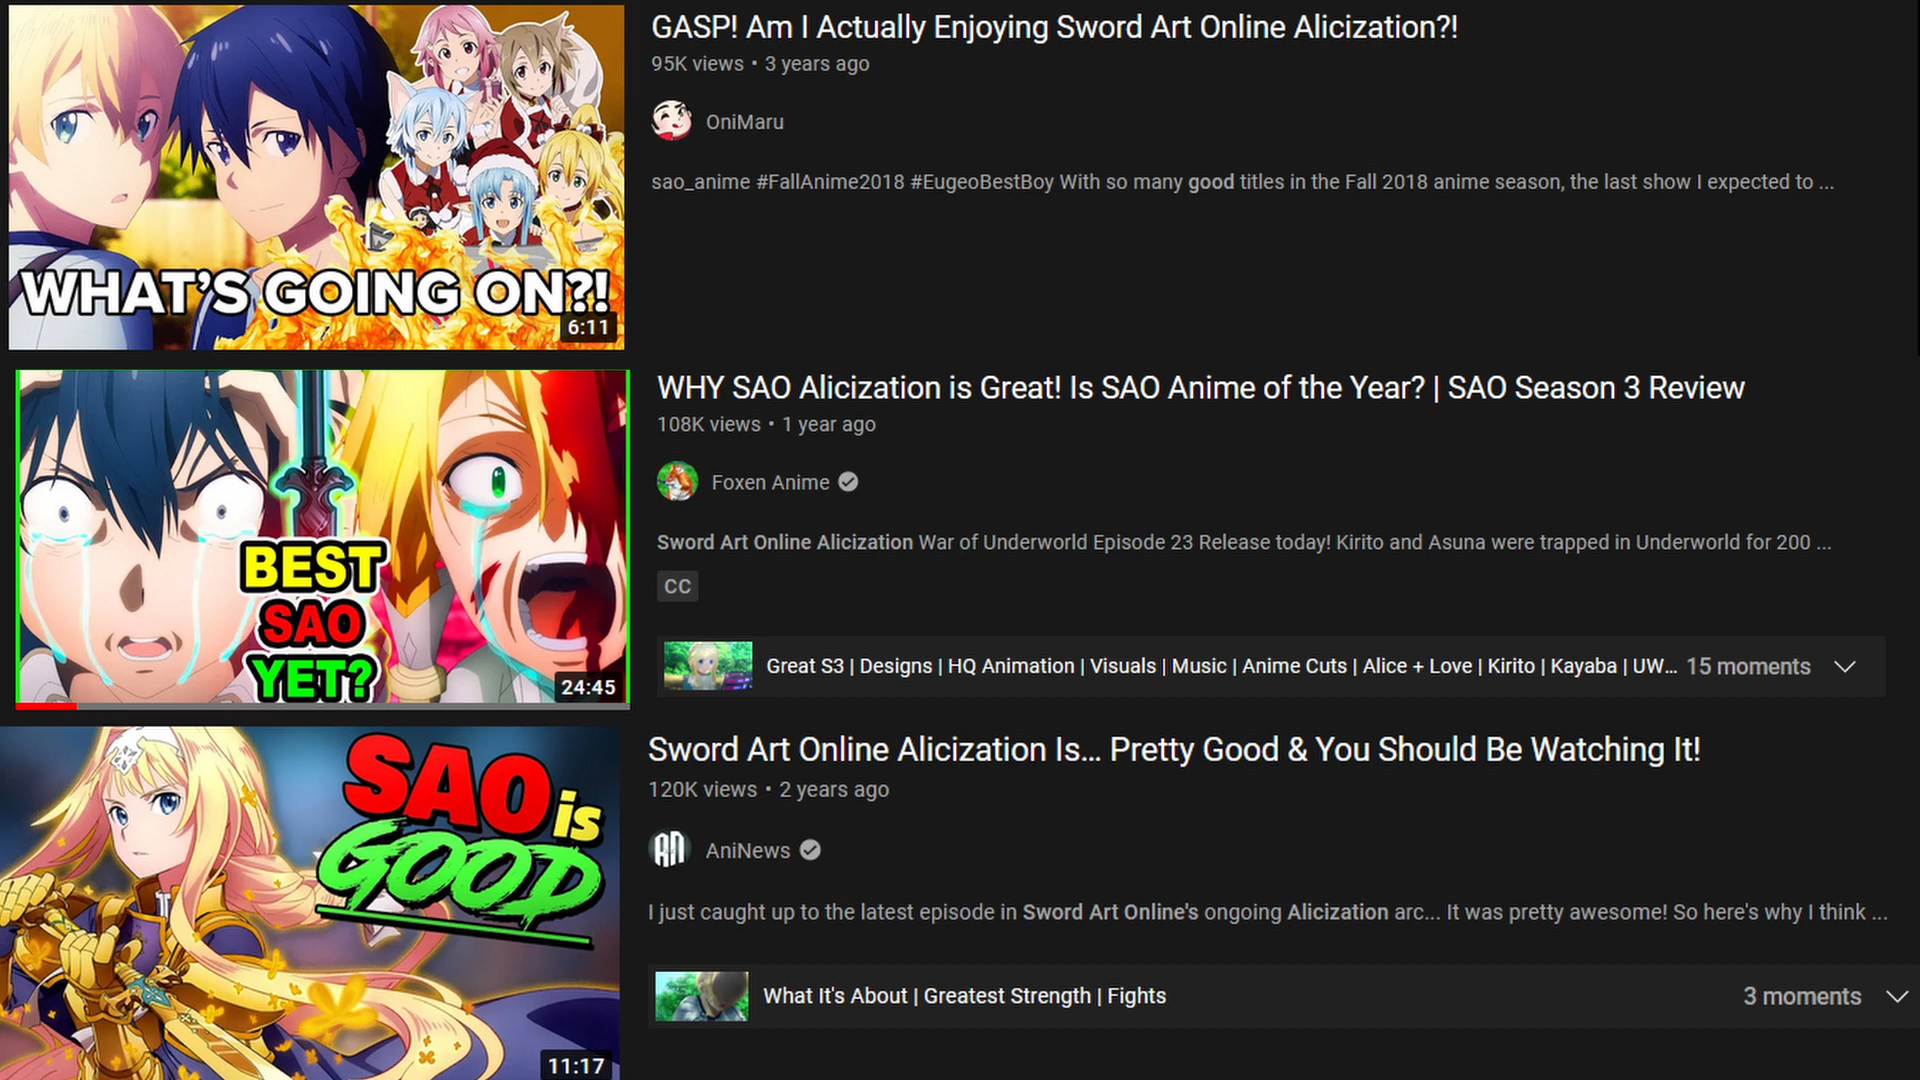 WHAT'S GOING ON?!
6:11
GASP! Am I Actually Enjoying Sword Art Online Alicization?!
95K views • 3 years ago
OniMaru
sao_anime #FallAnime2018 #EugeoBestBoy With so many good titles in the Fall 2018 anime season, the last show I expected to ...
BEST
SAO
YET?
24:45
WHY SAO Alicization is Great! Is SAO Anime of the Year? | SAO Season 3 Review
108K views • 1 year ago
Foxen Anime
Sword Art Online Alicization War of Underworld Episode 23 Release today! Kirito and Asuna were trapped in Underworld for 200 ...
CC
Great S3 | Designs | HQ Animation | Visuals | Music | Anime Cuts | Alice + Love | Kirito | Kayaba | UW... 15 moments
SAO is
GOOD
11:17
Sword Art Online Alicization Is... Pretty Good & You Should Be Watching It!
120K views • 2 years ago
AN AniNews
I just caught up to the latest episode in Sword Art Online's ongoing Alicization arc... It was pretty awesome! So here's why I think ...
What It's About | Greatest Strength | Fights 3 moments